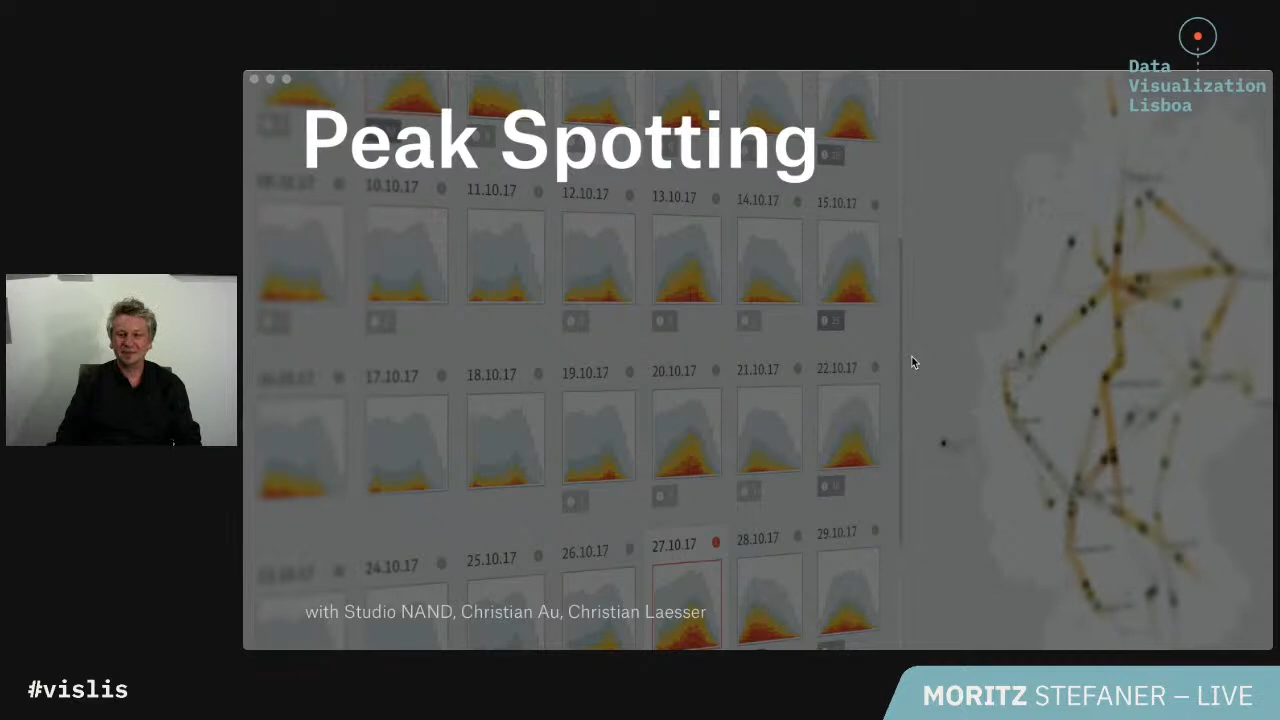 Data
Visualization
Lisboa
Peak Spotting
10.10.17
11.10.17
12.10.17
13.10.17
14.10.17
15.10.17
17.10.17
18.10.17
19.10.17
20.10.17
21.10.17
22.10.17
24.10.17
25.10.17
26.10.17
27.10.17
28.10.17
29.10.17
with Studio NAND, Christian Au, Christian Laesser
#vislis
MORITZ STEFANER – LIVE